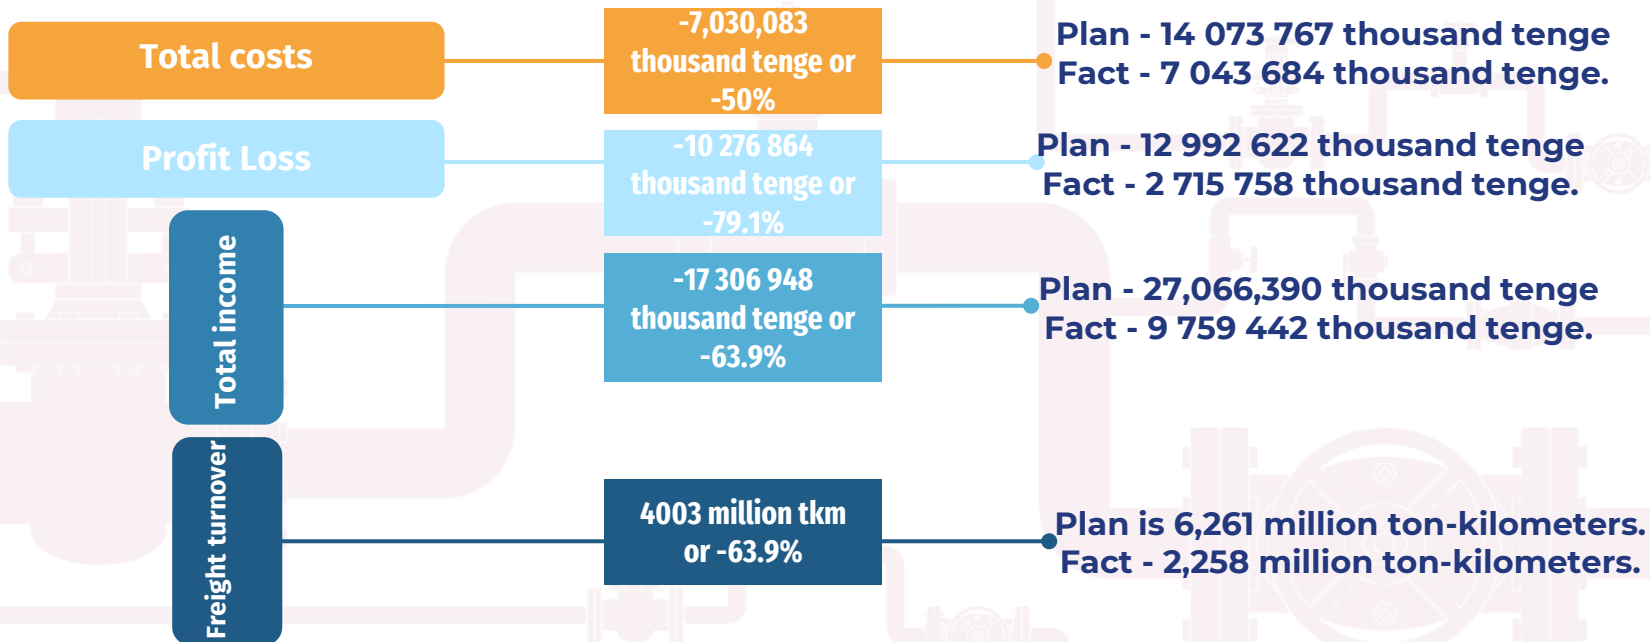 Total costs
-7,030,083
thousand tenge or
-50%
Plan - 14 073 767 thousand tenge
Fact - 7 043 684 thousand tenge.
Profit Loss
-10 276 864
thousand tenge or
-79.1%
Plan - 12 992 622 thousand tenge
Fact - 2 715 758 thousand tenge.
Total income
-17 306 948
thousand tenge or
-63.9%
Plan - 27,066,390 thousand tenge
Fact - 9 759 442 thousand tenge.
Freight turnover
4003 million tkm
or -63.9%
Plan is 6,261 million ton-kilometers.
Fact - 2,258 million ton-kilometers.